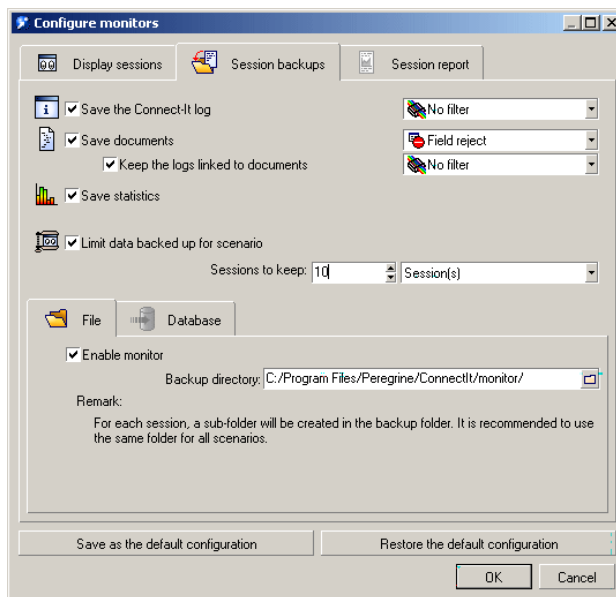 Configure monitors
Display sessions
Session backups
Session report
Save the Connect-It log
No filter
Save documents
Field reject
Keep the logs linked to documents
No filter
Save statistics
Limit data backed up for scenario
Sessions to keep: 10 Session(s)
File
Database
Enable monitor
Backup directory: C:/Program Files/Peregrine/ConnectIt/monitor/
Remark:
For each session, a sub-folder will be created in the backup folder. It is recommended to use
the same folder for all scenarios.
Save as the default configuration
Restore the default configuration
OK
Cancel